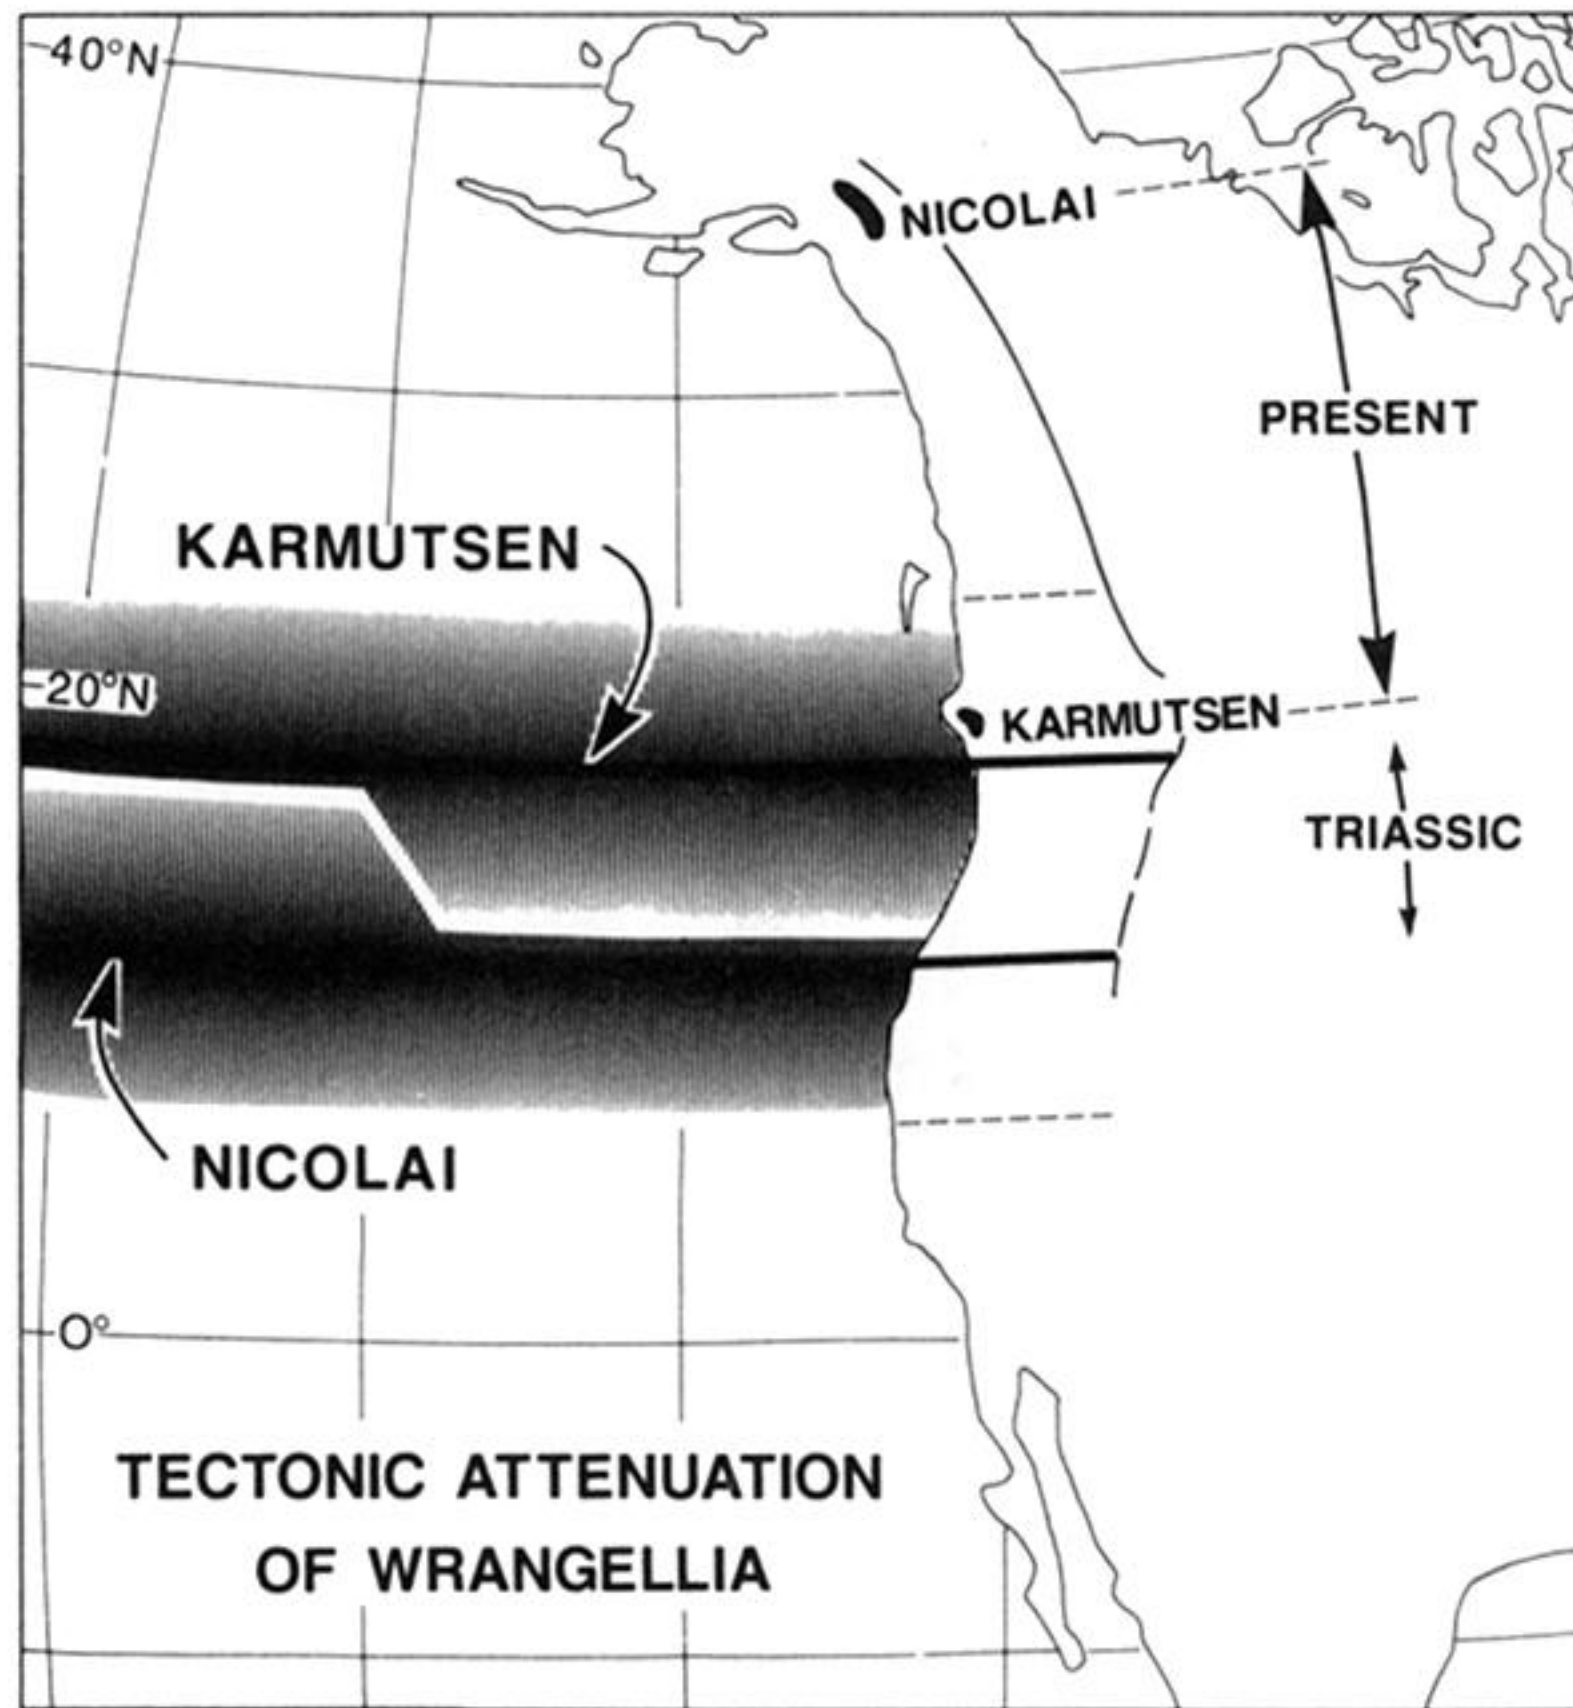 40°N
NICOLAI
PRESENT
KARMUTSEN
20°N
KARMUTSEN
TRIASSIC
NICOLAI
0°
TECTONIC ATTENUATION
OF WRANGELLIA